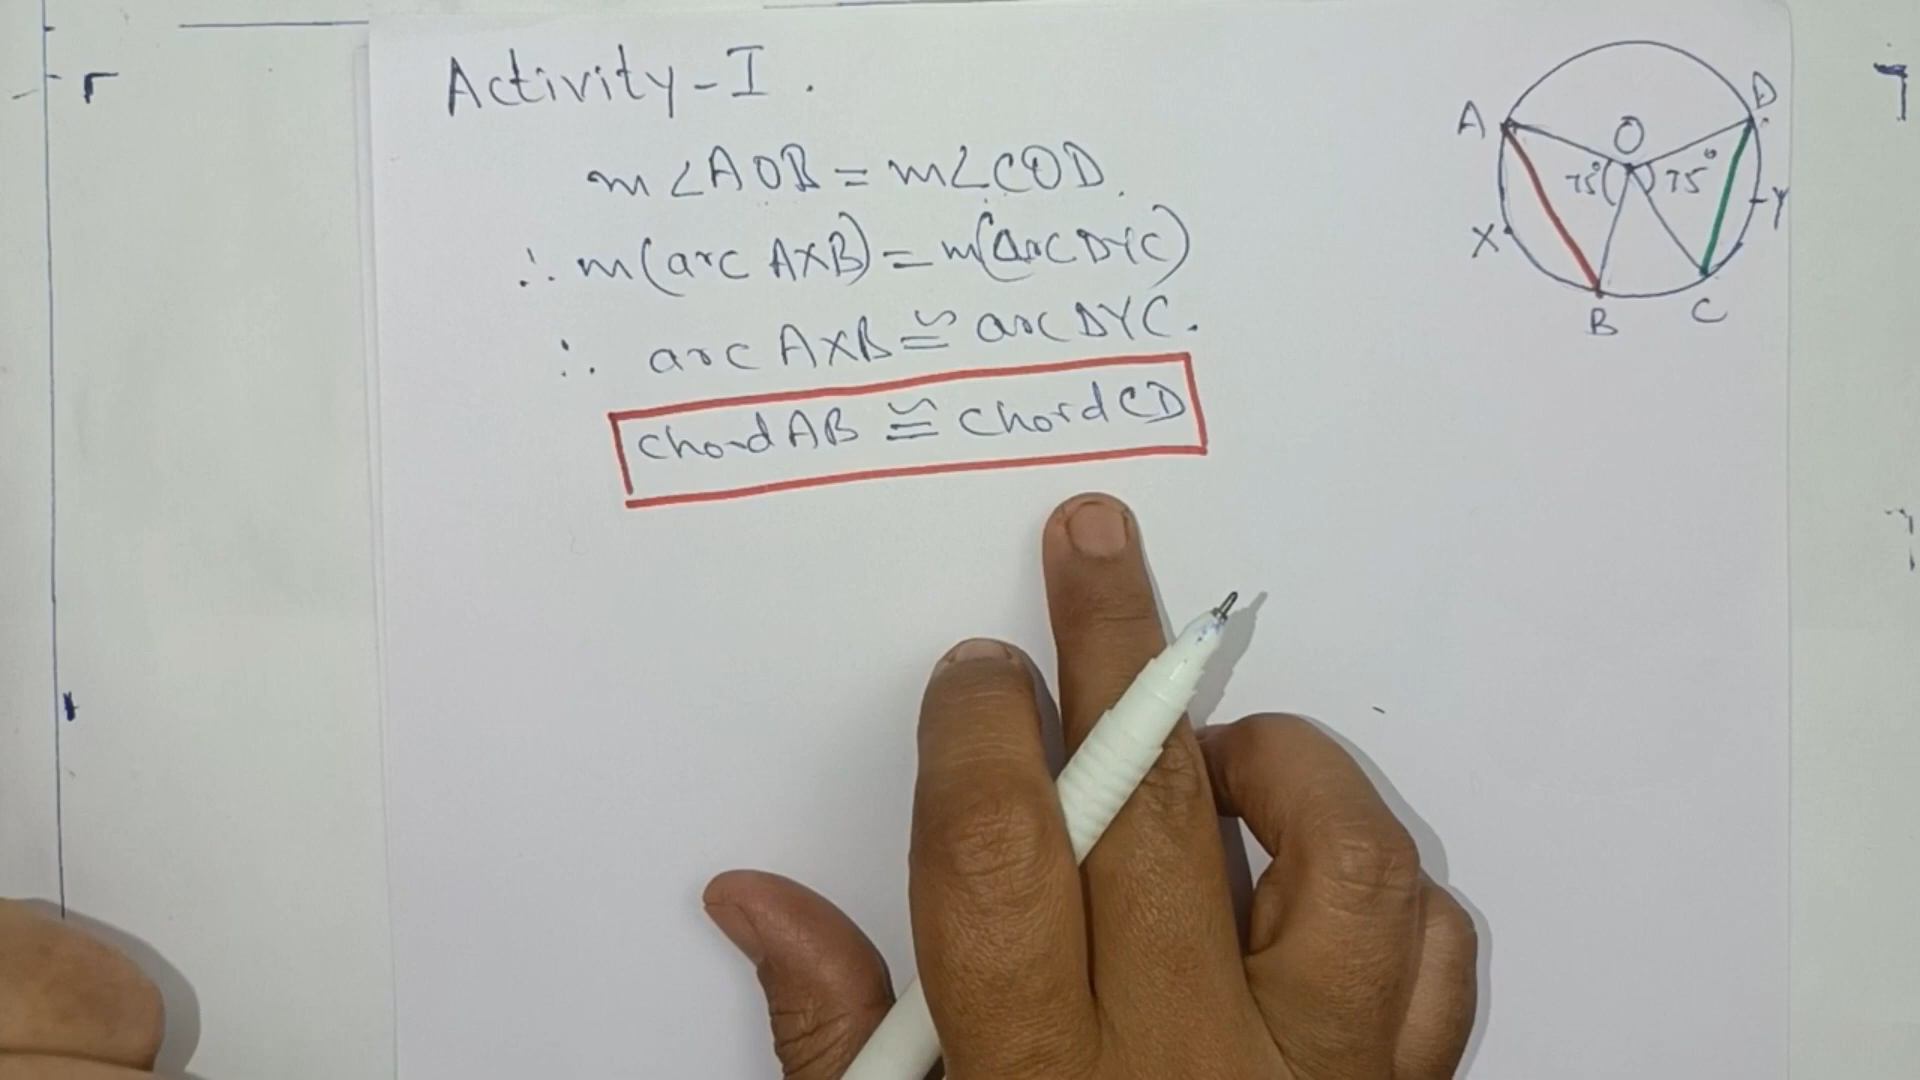 Activity-I.
m∠AOB = m∠COD.
∴ m(arc AXB) = m(arc DYC)
∴ arc AXB ≅ arc DYC.
chord AB ≅ chord CD
A
D
O
75°
75°
Y
X
B
C